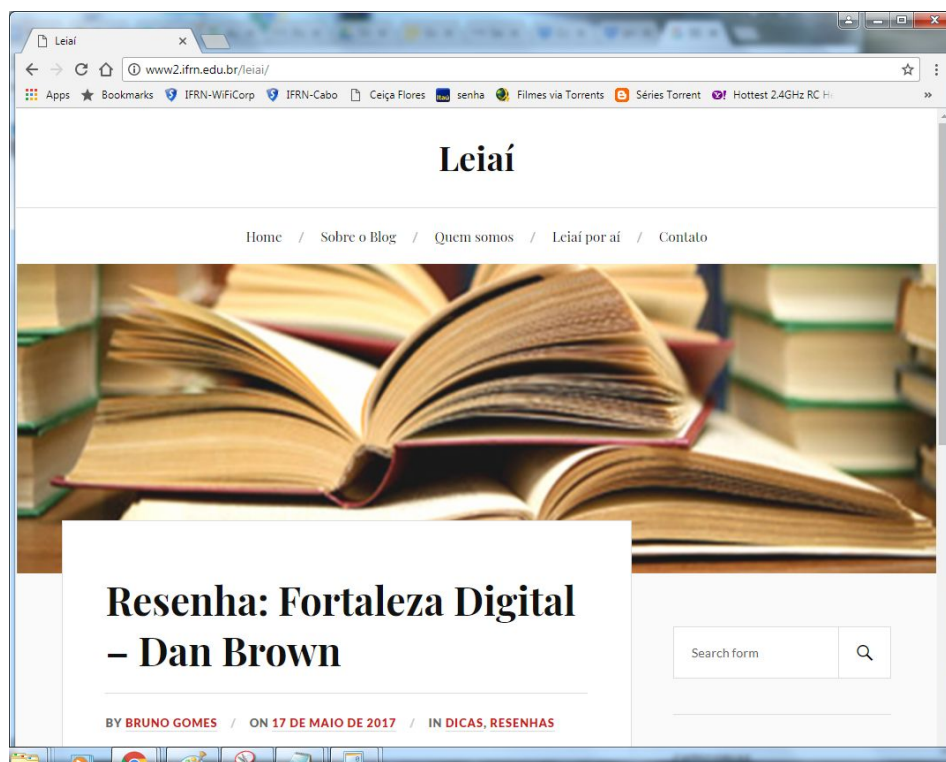 Leiaí
www2.ifrn.edu.br/leiai/
Apps Bookmarks IFRN-WiFiCorp IFRN-Cabo Ceiça Flores senha Filmes via Torrents Séries Torrent Hottest 2.4GHz RC
Leiaí
Home / Sobre o Blog / Quem somos / Leiaí por aí / Contato
Resenha: Fortaleza Digital
– Dan Brown
Search form
BY BRUNO GOMES / ON 17 DE MAIO DE 2017 / IN DICAS, RESENHAS